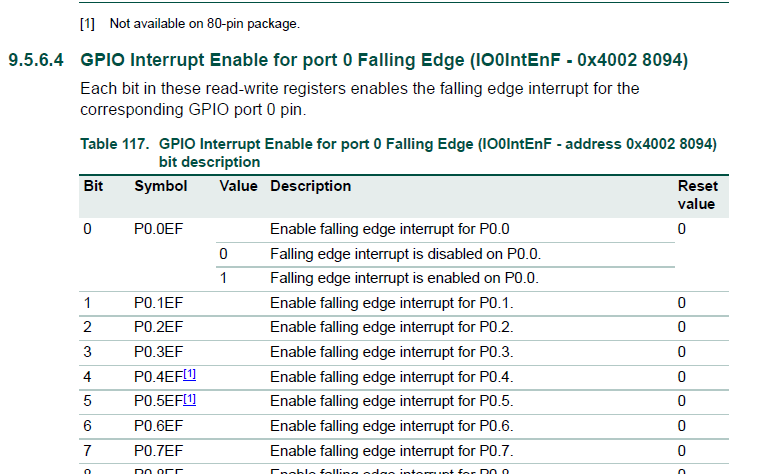 [1] Not available on 80-pin package.
9.5.6.4 GPIO Interrupt Enable for port 0 Falling Edge (IO0IntEnF - 0x4002 8094)
Each bit in these read-write registers enables the falling edge interrupt for the
corresponding GPIO port 0 pin.
Table 117. GPIO Interrupt Enable for port 0 Falling Edge (IO0IntEnF - address 0x4002 8094)
bit description
Bit Symbol Value Description Reset
value
0 P0.0EF Enable falling edge interrupt for P0.0 0
0 Falling edge interrupt is disabled on P0.0.
1 Falling edge interrupt is enabled on P0.0.
1 P0.1EF Enable falling edge interrupt for P0.1. 0
2 P0.2EF Enable falling edge interrupt for P0.2. 0
3 P0.3EF Enable falling edge interrupt for P0.3. 0
4 P0.4EF[1] Enable falling edge interrupt for P0.4. 0
5 P0.5EF[1] Enable falling edge interrupt for P0.5. 0
6 P0.6EF Enable falling edge interrupt for P0.6. 0
7 P0.7EF Enable falling edge interrupt for P0.7. 0
8 P0.8EF Enable falling edge interrupt for P0.8. 0